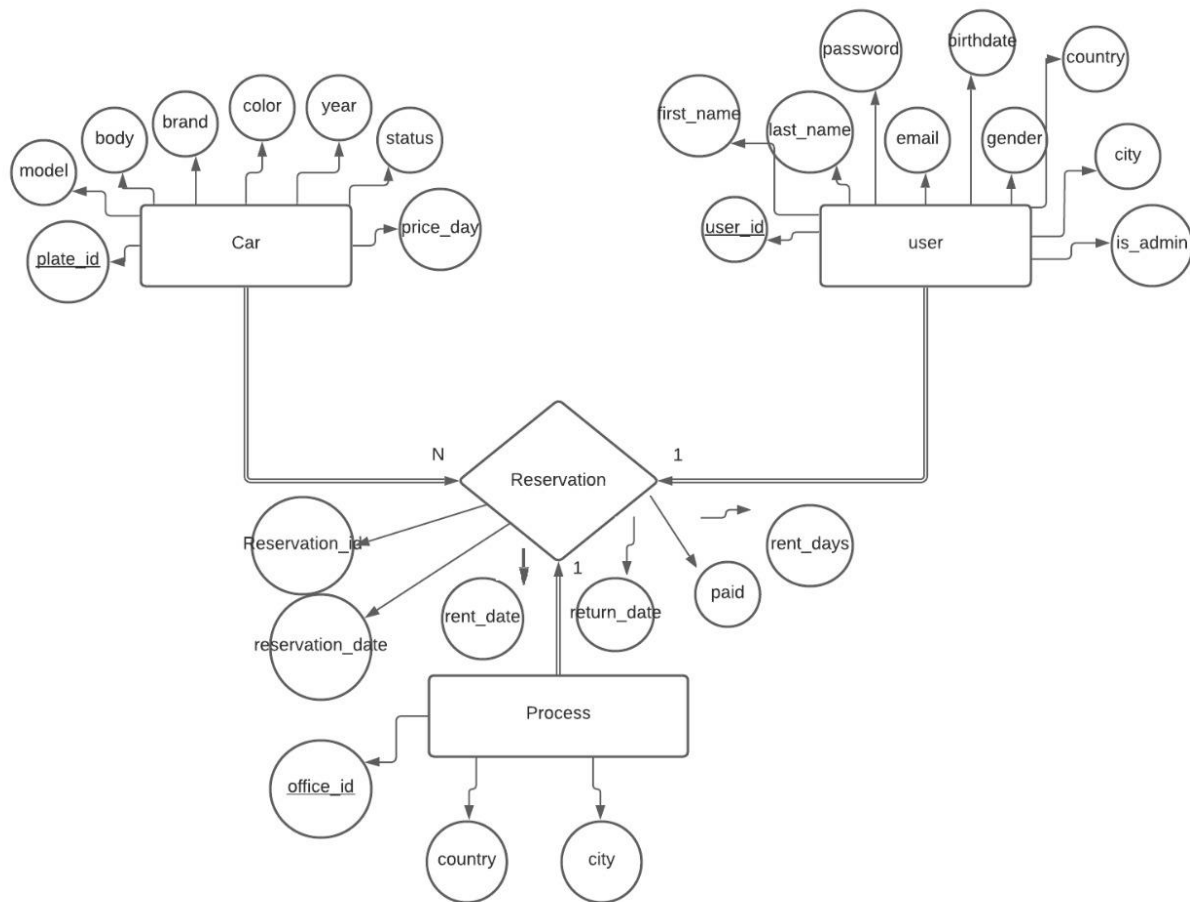 password
birthdate
country
color
year
brand
first_name
last_name
body
status
email
gender
city
model
Car
price_day
user_id
user
is_admin
plate_id
N
1
Reservation
Reservation_id
rent_days
1
paid
rent_date
return_date
reservation_date
Process
office_id
country
city